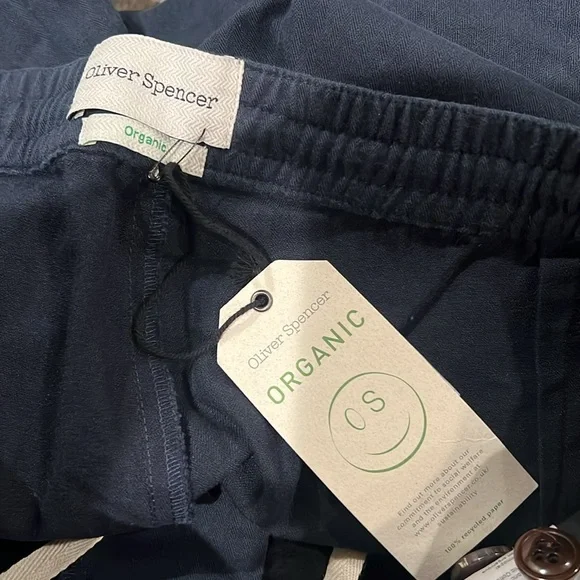 Oliver Spencer
Organic
Oliver Spencer
ORGANIC
OS
Find out more about our
commitment to social welfare
and the environment at
www.oliverspencer.co.uk/
sustainability
100% recycled paper